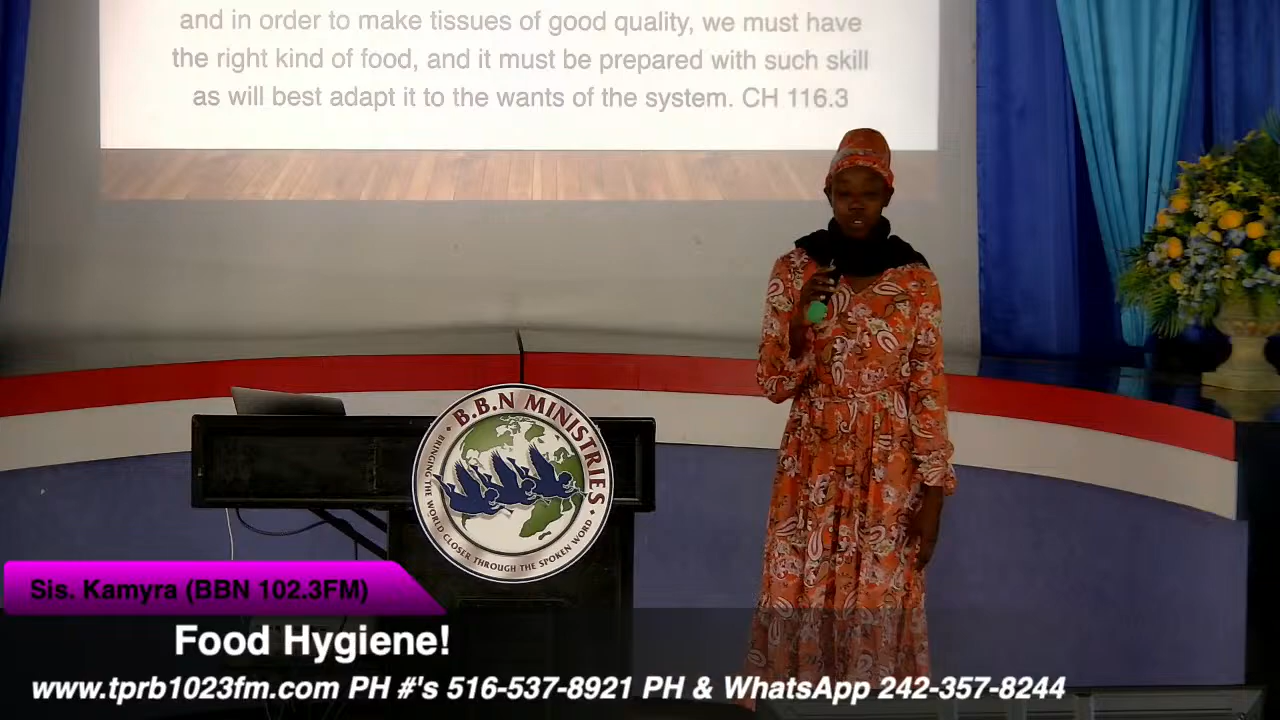 and in order to make tissues of good quality, we must have
the right kind of food, and it must be prepared with such skill
as will best adapt it to the wants of the system. CH 116.3
B.B.N MINISTRIES
BRINGING THE WORLD CLOSER THROUGH THE SPOKEN WORD
Sis. Kamyra (BBN 102.3FM)
Food Hygiene!
www.tprb1023fm.com PH #'s 516-537-8921 PH & WhatsApp 242-357-8244